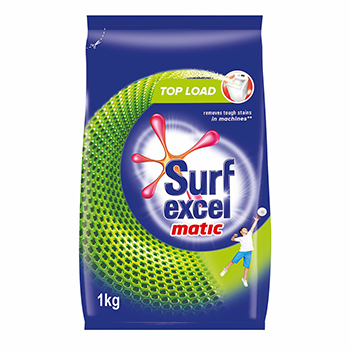 TOP LOAD
removes tough stains
in machines**
Surf
excel
matic
1kg